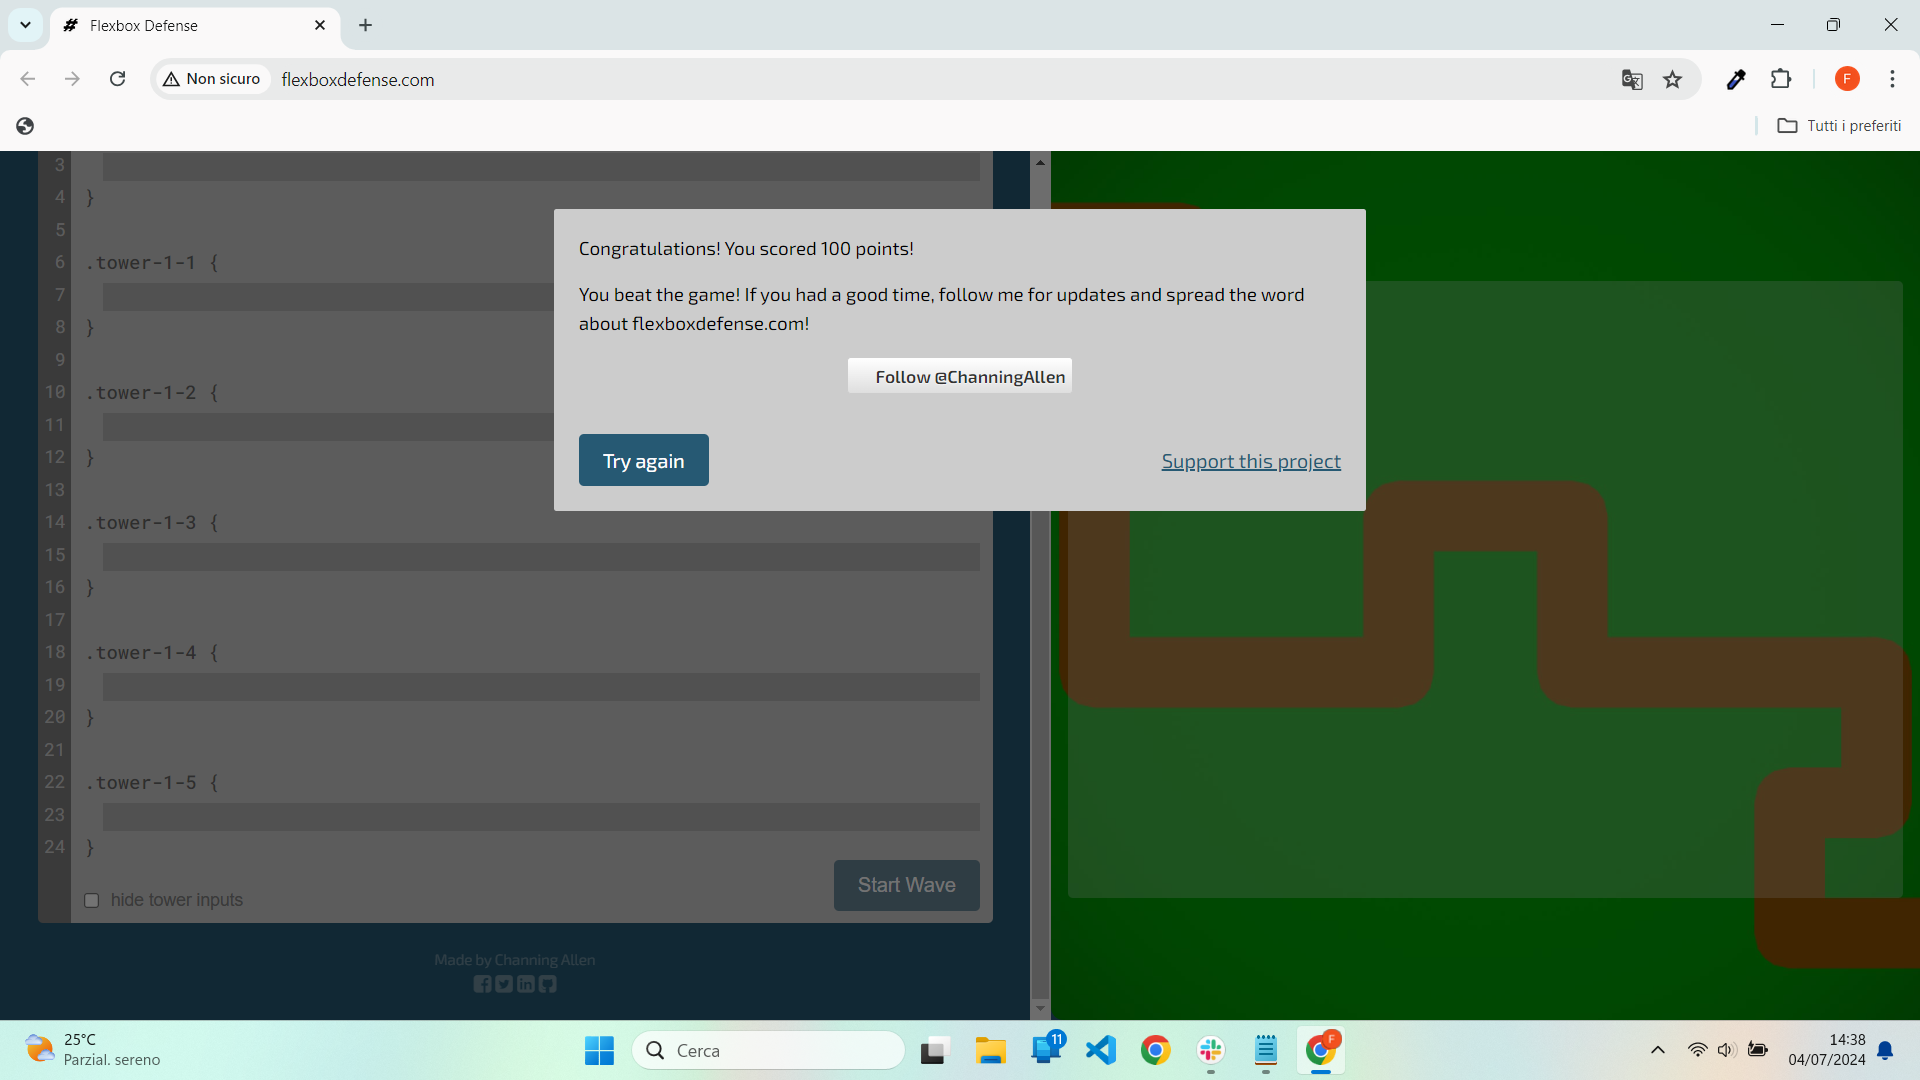 Flexbox Defense
Non sicuro
flexboxdefense.com
F
Tutti i preferiti
3
4 }
5
6 .tower-1-1 {
7
8 }
9
10 .tower-1-2 {
11
12 }
13
14 .tower-1-3 {
15
16 }
17
18 .tower-1-4 {
19
20 }
21
22 .tower-1-5 {
23
24 }
hide tower inputs
Start Wave
Made by Channing Allen
Congratulations! You scored 100 points!
You beat the game! If you had a good time, follow me for updates and spread the word
about flexboxdefense.com!
Follow @ChanningAllen
Try again
Support this project
25°C
Parzial. sereno
Cerca
11
F
14:38
04/07/2024